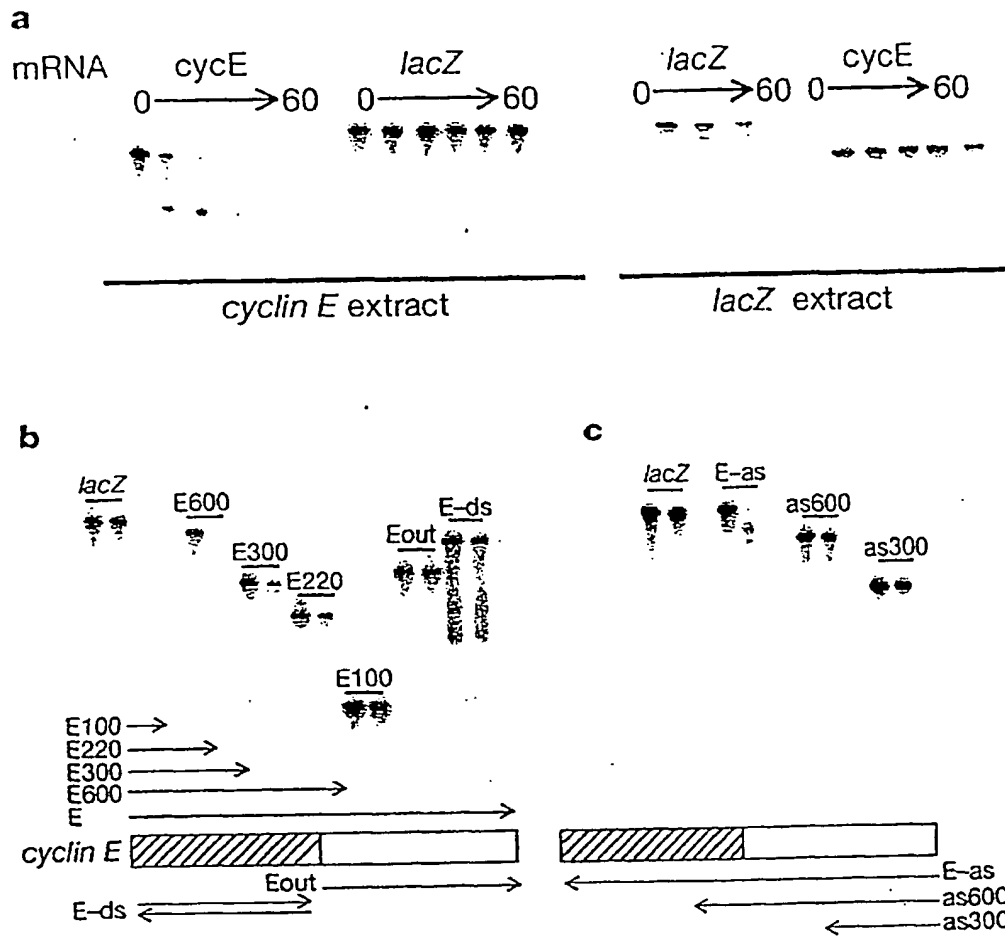 a
mRNA cycE lacZ lacZ cycE
0 60 0 60 0 60 0 60
cyclin E extract lacZ extract
b
lacZ
E600
E300
E220
E100
Eout
E-ds
E100
E220
E300
E600
E
cyclin E
Eout
E-ds
c
lacZ
E-as
as600
as300
E-as
as600
as300